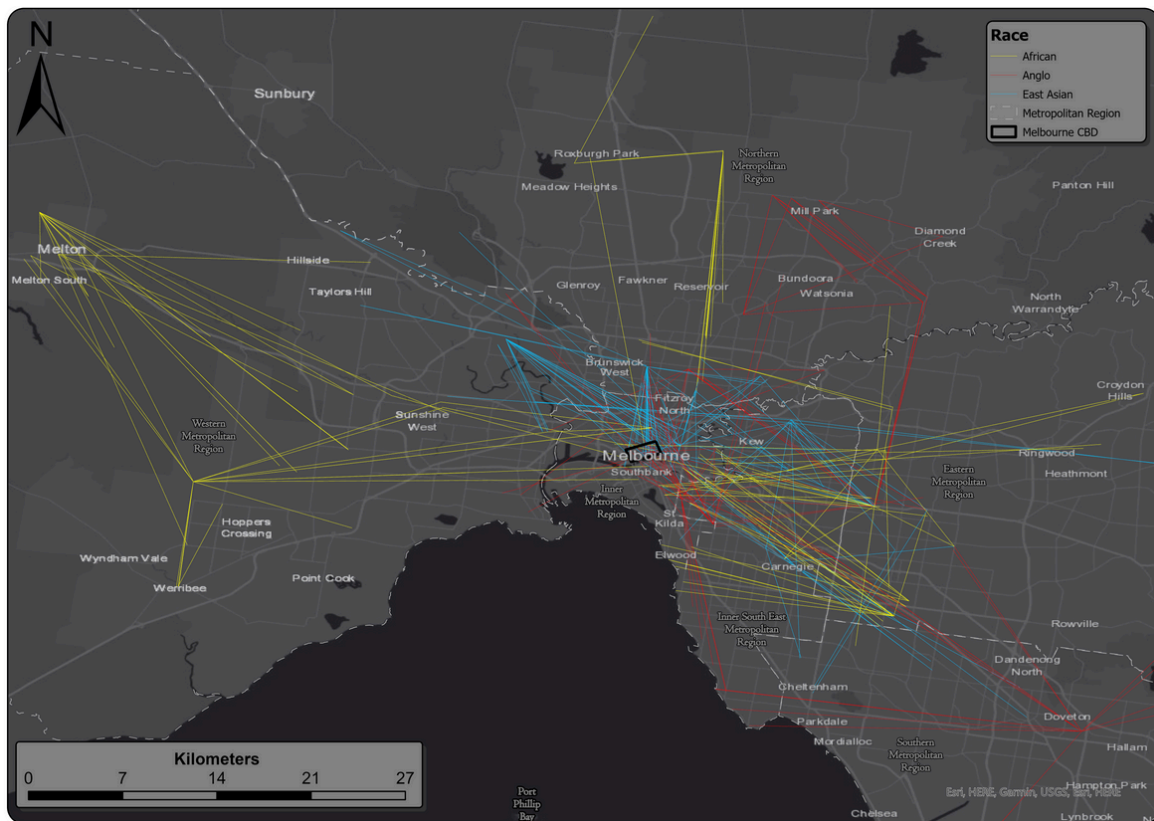 N
Race
African
Anglo
East Asian
Metropolitan Region
Melbourne CBD
Sunbury
Roxburgh Park
Northern
Metropolitan
Region
Meadow Heights
Panton Hill
Mill Park
Diamond
Creek
Melton
Hillside
Melton South
Taylors Hill
Glenroy
Fawkner
Reservoir
Bundoora
Watsonia
North
Warrandyte
Brunswick
West
Croydon
Hills
Fitzroy
North
Sunshine
West
Western
Metropolitan
Region
Kew
Melbourne
Ringwood
Southbank
Heathmont
Eastern
Metropolitan
Region
Inner
Metropolitan
Region
St
Kilda
Hoppers
Crossing
Elwood
Wyndham Vale
Carnegie
Werribee
Point Cook
Inner South East
Metropolitan
Region
Rowville
Dandenong
North
Cheltenham
Parkdale
Doveton
Mordialloc
Southern
Metropolitan
Region
Hallam
Kilometers
0 7 14 21 27
Port
Phillip
Bay
Esri, HERE, Garmin, USGS, Esri, HERE
Hampton Park
Chelsea
Lynbrook